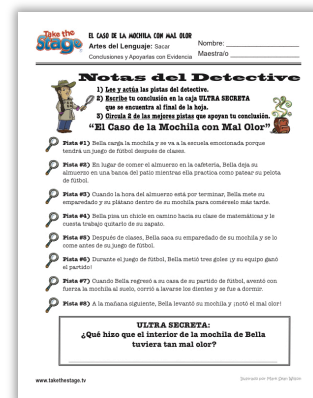 Take the
Stage
EL CASO DE LA MOCHILA CON MAL OLOR
Artes del Lenguaje: Sacar
Conclusiones y Apoyarlas con Evidencia
Nombre:
Maestra/o
Notas del Detective
1) Lee y actúa las pistas del detective.
2) Escribe tu conclusión en la caja ULTRA SECRETA
que se encuentra al final de la hoja.
3) Circula 2 de las mejores pistas que apoyan tu conclusión.
“El Caso de la Mochila con Mal Olor”
Pista #1) Bella carga la mochila y se va a la escuela emocionada porque
tendrá un juego de fútbol después de clases.
Pista #2) En lugar de comer el almuerzo en la cafetería, Bella deja su
almuerzo en una banca del patio mientras ella practica como patear su pelota
de fútbol.
Pista #3) Cuando la hora del almuerzo está por terminar, Bella mete su
emparedado y su plátano dentro de su mochila para comérselo más tarde.
Pista #4) Bella pisa un chicle en camino hacia su clase de matemáticas y le
cuesta trabajo quitarlo de su zapato.
Pista #5) Después de clases, Bella saca su emparedado de su mochila y se lo
come antes de su juego de fútbol.
Pista #6) Durante el juego de fútbol, Bella metió tres goles ¡y su equipo ganó
el partido!
Pista #7) Cuando Bella regresó a su casa de su partido de fútbol, aventó con
fuerza la mochila al suelo, corrió a lavarse los dientes y se fue a dormir.
Pista #8) A la mañana siguiente, Bella levantó su mochila y ¡notó el mal olor!
ULTRA SECRETA:
¿Qué hizo que el interior de la mochila de Bella
tuviera tan mal olor?
www.takethestage.tv